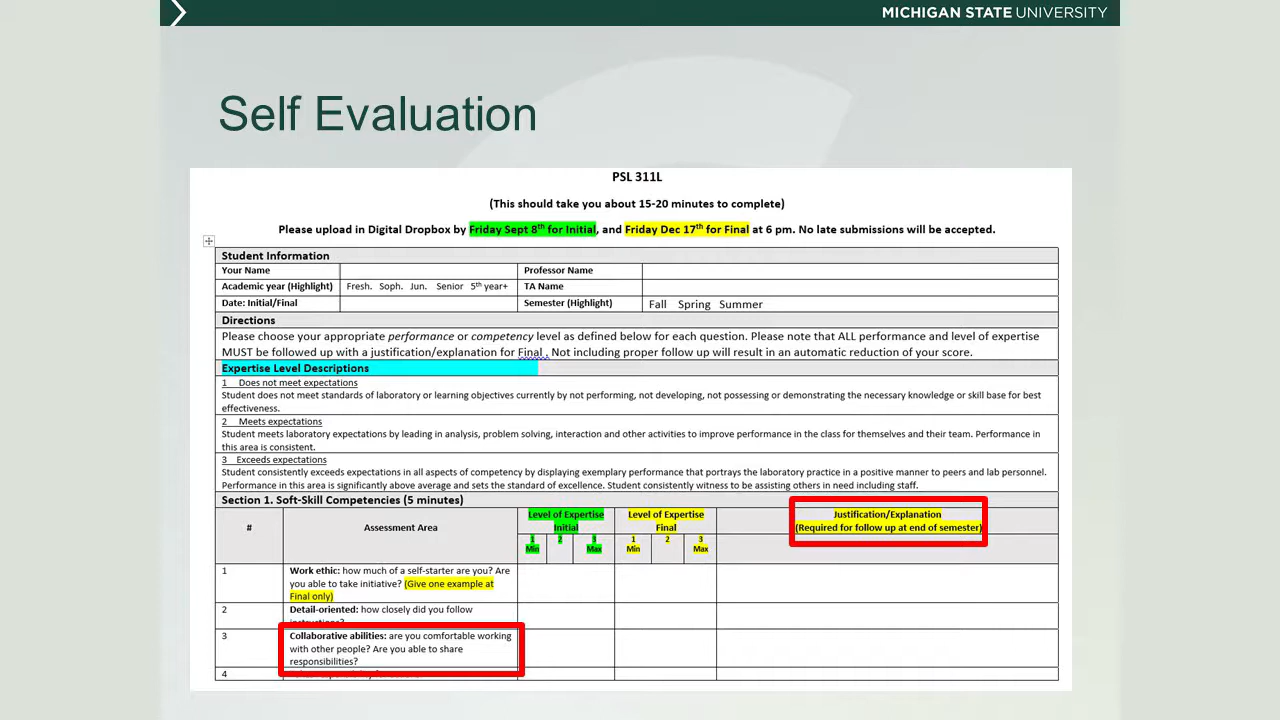 MICHIGAN STATE UNIVERSITY
Self Evaluation
PSL 311L
(This should take you about 15-20 minutes to complete)
Please upload in Digital Dropbox by Friday Sept 8th for Initial, and Friday Dec 17th for Final at 6 pm. No late submissions will be accepted.
Student Information
Your Name Professor Name
Academic year (Highlight) Fresh. Soph. Jun. Senior 5th year+ TA Name
Date: Initial/Final Semester (Highlight) Fall Spring Summer
Directions
Please choose your appropriate performance or competency level as defined below for each question. Please note that ALL performance and level of expertise
MUST be followed up with a justification/explanation for Final . Not including proper follow up will result in an automatic reduction of your score.
Expertise Level Descriptions
1 Does not meet expectations
Student does not meet standards of laboratory or learning objectives currently by not performing, not developing, not possessing or demonstrating the necessary knowledge or skill base for best
effectiveness.
2 Meets expectations
Student meets laboratory expectations by leading in analysis, problem solving, interaction and other activities to improve performance in the class for themselves and their team. Performance in
this area is consistent.
3 Exceeds expectations
Student consistently exceeds expectations in all aspects of competency by displaying exemplary performance that portrays the laboratory practice in a positive manner to peers and lab personnel.
Performance in this area is significantly above average and sets the standard of excellence. Student consistently witness to be assisting others in need including staff.
Section 1. Soft-Skill Competencies (5 minutes)
# Assessment Area
Level of Expertise
Initial
Level of Expertise
Final
Justification/Explanation
(Required for follow up at end of semester)
1 2 3 1 2 3
Min Max Min Max
1 Work ethic: how much of a self-starter are you? Are
you able to take initiative? (Give one example at
Final only)
2 Detail-oriented: how closely did you follow
instructions?
3 Collaborative abilities: are you comfortable working
with other people? Are you able to share
responsibilities?
4